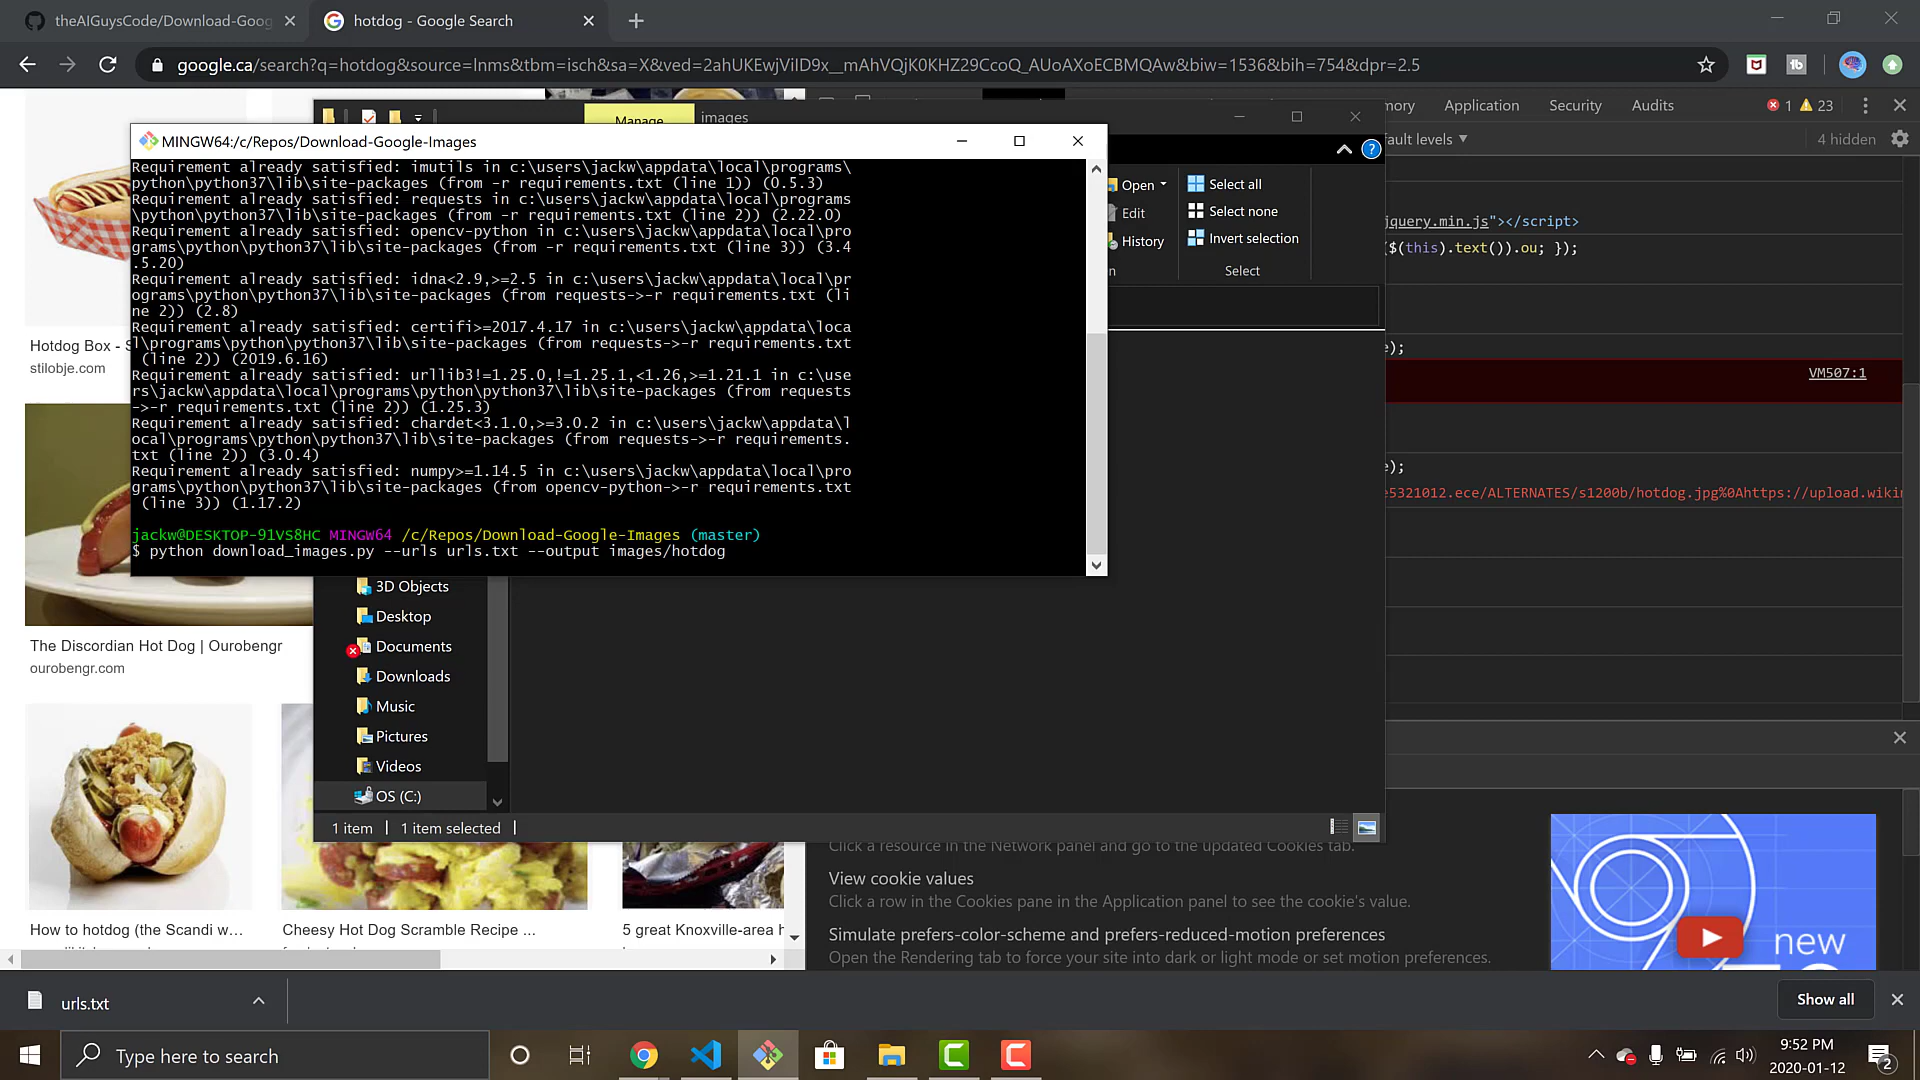 theAIGuysCode/Download-Goog
hotdog - Google Search
google.ca/search?q=hotdog&source=lnms&tbm=isch&sa=X&ved=2ahUKEwjViID9x__mAhVQjK0KHZ29CcoQ_AUoAXoECBMQAw&biw=1536&bih=754&dpr=2.5
Manage
images
Application
Security
Audits
1
23
MINGW64:/c/Repos/Download-Google-Images
4 hidden
Requirement already satisfied: imutils in c:\users\jackw\appdata\local\programs\
python\python37\lib\site-packages (from -r requirements.txt (line 1)) (0.5.3)
Requirement already satisfied: requests in c:\users\jackw\appdata\local\programs
\python\python37\lib\site-packages (from -r requirements.txt (line 2)) (2.22.0)
Requirement already satisfied: opencv-python in c:\users\jackw\appdata\local\pro
grams\python\python37\lib\site-packages (from -r requirements.txt (line 3)) (3.4
.5.20)
Requirement already satisfied: idna<2.9,>=2.5 in c:\users\jackw\appdata\local\pr
ograms\python\python37\lib\site-packages (from requests->-r requirements.txt (li
ne 2)) (2.8)
Requirement already satisfied: certifi>=2017.4.17 in c:\users\jackw\appdata\loca
l\programs\python\python37\lib\site-packages (from requests->-r requirements.txt
(line 2)) (2019.6.16)
Requirement already satisfied: urllib3!=1.25.0,!=1.25.1,<1.26,>=1.21.1 in c:\use
rs\jackw\appdata\local\programs\python\python37\lib\site-packages (from requests
->-r requirements.txt (line 2)) (1.25.3)
Requirement already satisfied: chardet<3.1.0,>=3.0.2 in c:\users\jackw\appdata\l
ocal\programs\python\python37\lib\site-packages (from requests->-r requirements.
txt (line 2)) (3.0.4)
Requirement already satisfied: numpy>=1.14.5 in c:\users\jackw\appdata\local\pro
grams\python\python37\lib\site-packages (from opencv-python->-r requirements.txt
(line 3)) (1.17.2)
jackw@DESKTOP-91VS8HC MINGW64 /c/Repos/Download-Google-Images (master)
$ python download_images.py --urls urls.txt --output images/hotdog
Open
Edit
History
Select all
Select none
Invert selection
Select
jquery.min.js"></script>
($(this).text()).ou; });
e);
VM507:1
e);
e5321012.ece/ALTERNATES/s1200b/hotdog.jpg%0Ahttps://upload.wikin
Hotdog Box - S
stilobje.com
The Discordian Hot Dog | Ourobengr
ourobengr.com
3D Objects
Desktop
Documents
Downloads
Music
Pictures
Videos
OS (C:)
1 item
1 item selected
How to hotdog (the Scandi w...
Cheesy Hot Dog Scramble Recipe ...
5 great Knoxville-area h
Click a resource in the Network panel and go to the updated Cookies tab.
View cookie values
Click a row in the Cookies pane in the Application panel to see the cookie's value.
Simulate prefers-color-scheme and prefers-reduced-motion preferences
Open the Rendering tab to force your site into dark or light mode or set motion preferences.
new
urls.txt
Show all
Type here to search
9:52 PM
2020-01-12
2